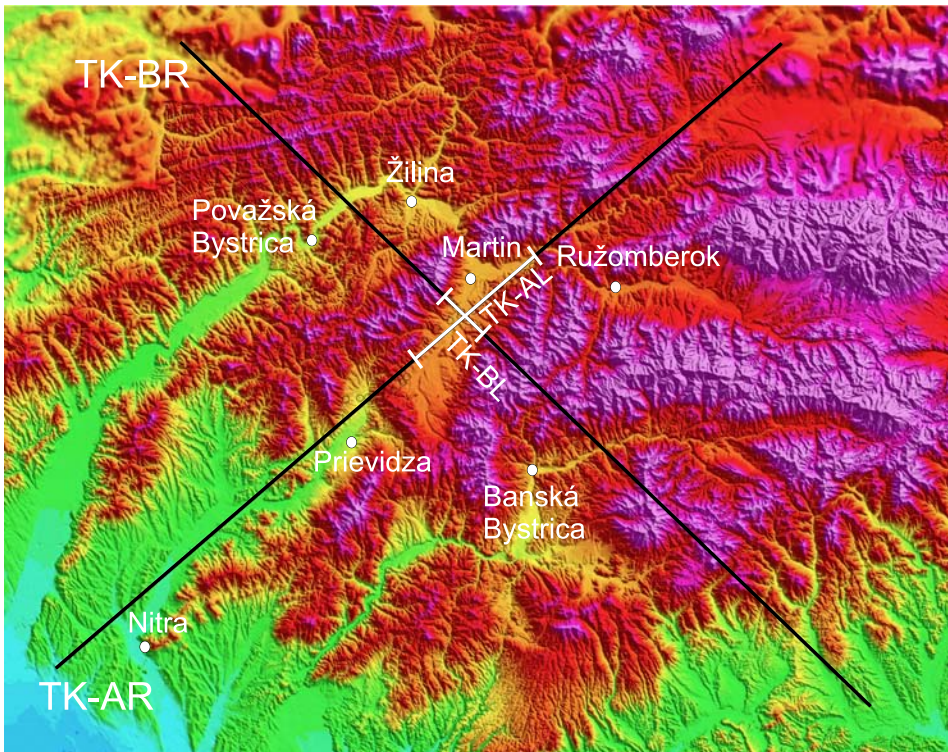 TK-BR
Žilina
Považská
Bystrica
Martin
Ružomberok
TK-AL
TK-BL
Prievidza
Banská
Bystrica
Nitra
TK-AR